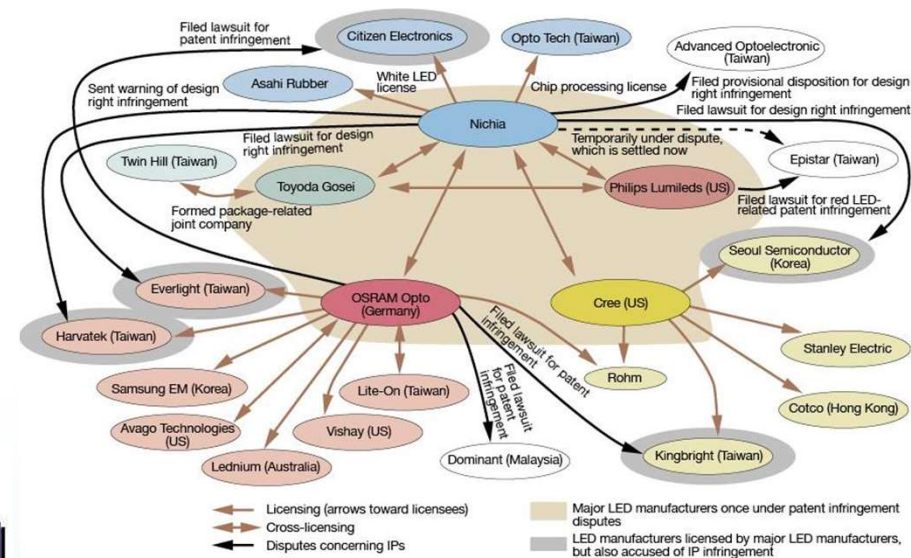 Filed lawsuit for
patent infringement
Citizen Electronics
Opto Tech (Taiwan)
Advanced Optoelectronic
(Taiwan)
Sent warning of design
right infringement
Asahi Rubber
White LED
license
Chip processing license
Filed provisional disposition for design
right infringement
Filed lawsuit for design right infringement
Nichia
Filed lawsuit for design
right infringement
Temporarily under dispute,
which is settled now
Twin Hill (Taiwan)
Epistar (Taiwan)
Toyoda Gosei
Philips Lumileds (US)
Formed package-related
joint company
Filed lawsuit for red LED-
related patent infringement
Seoul Semiconductor
(Korea)
Everlight (Taiwan)
OSRAM Opto
(Germany)
Cree (US)
Harvatek (Taiwan)
Filed lawsuit for patent
infringement
Stanley Electric
Samsung EM (Korea)
Lite-On (Taiwan)
Filed lawsuit
for patent
infringement
Rohm
Cotco (Hong Kong)
Avago Technologies
(US)
Vishay (US)
Lednium (Australia)
Dominant (Malaysia)
Kingbright (Taiwan)
Licensing (arrows toward licensees)
Cross-licensing
Disputes concerning IPs
Major LED manufacturers once under patent infringement
disputes
LED manufacturers licensed by major LED manufacturers,
but also accused of IP infringement